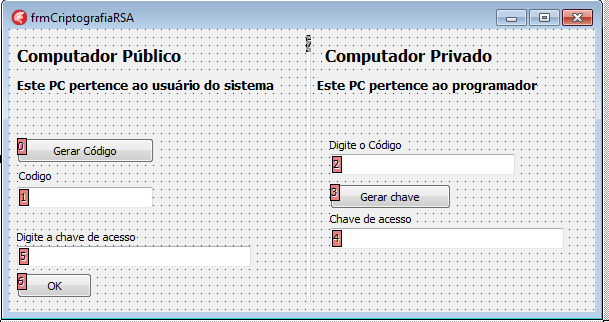 frmCriptografiaRSA
Computador Público
Este PC pertence ao usuário do sistema
0 Gerar Código
Codigo
1
Digite a chave de acesso
5
6 OK
Computador Privado
Este PC pertence ao programador
Digite o Código
2
3 Gerar chave
Chave de acesso
4